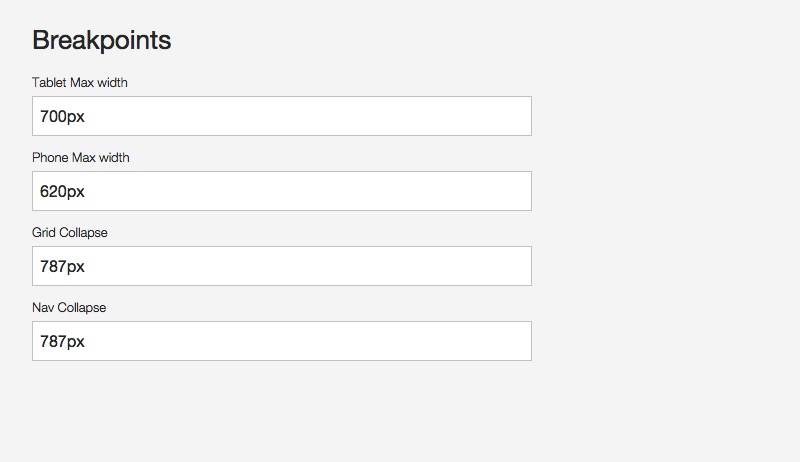 Breakpoints
Tablet Max width
700px
Phone Max width
620px
Grid Collapse
787px
Nav Collapse
787px